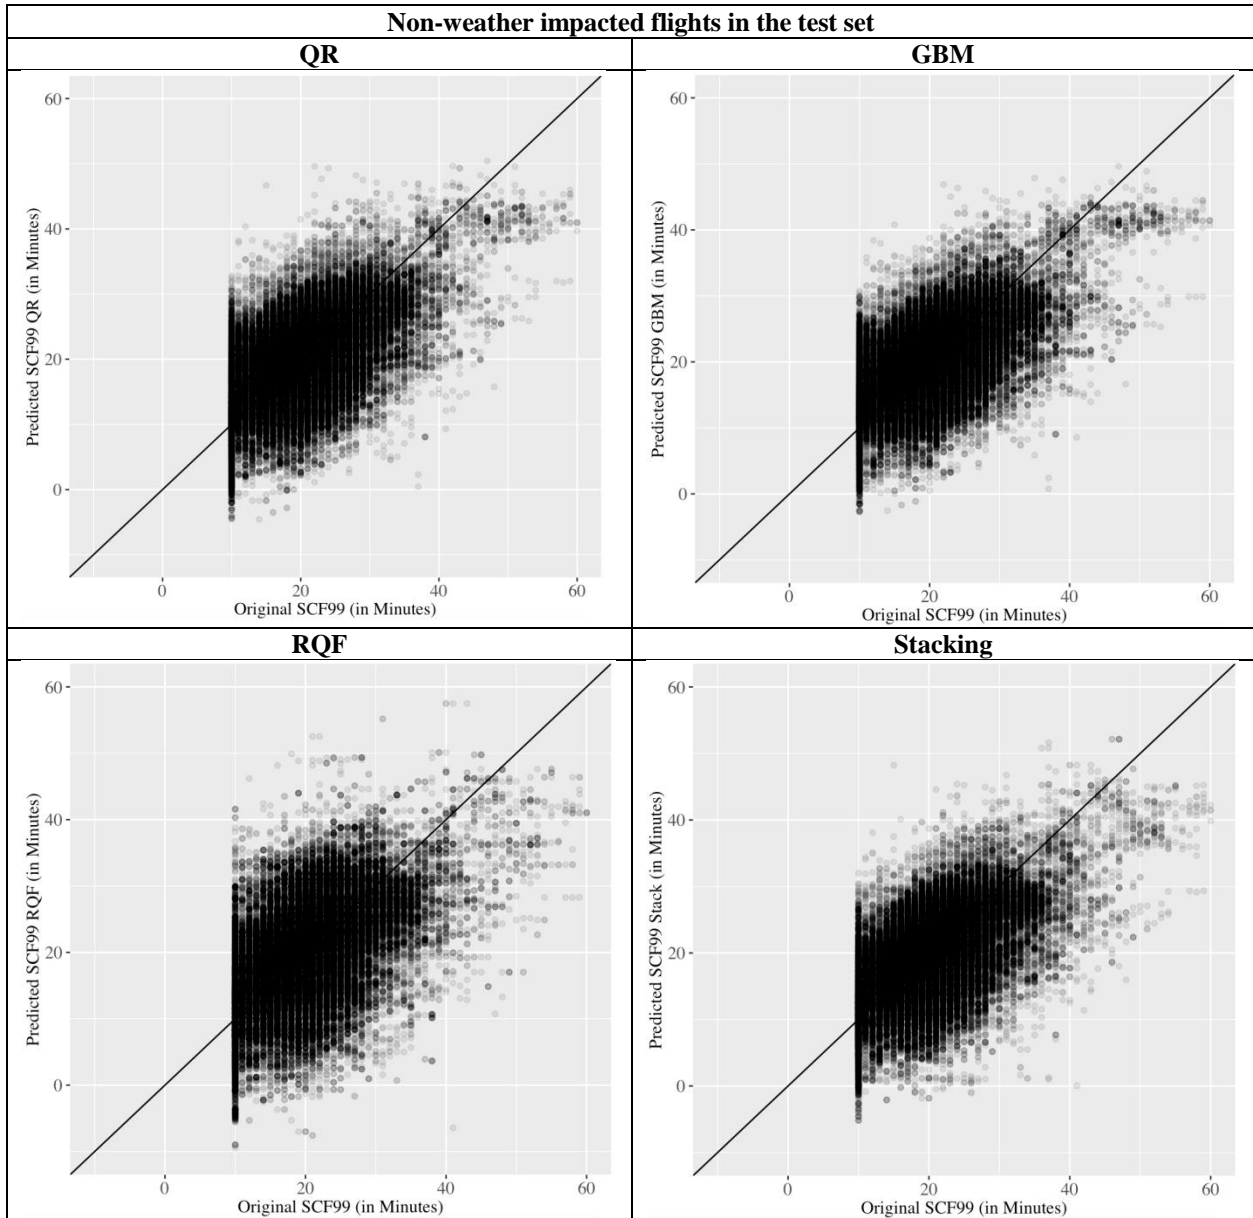 Non-weather impacted flights in the test set
QR
GBM
60
40
20
0
Predicted SCF99 QR (in Minutes)
0
20
40
60
Original SCF99 (in Minutes)
60
40
20
0
Predicted SCF99 GBM (in Minutes)
0
20
40
60
Original SCF99 (in Minutes)
RQF
Stacking
60
40
20
0
Predicted SCF99 RQF (in Minutes)
0
20
40
60
Original SCF99 (in Minutes)
60
40
20
0
Predicted SCF99 Stack (in Minutes)
0
20
40
60
Original SCF99 (in Minutes)